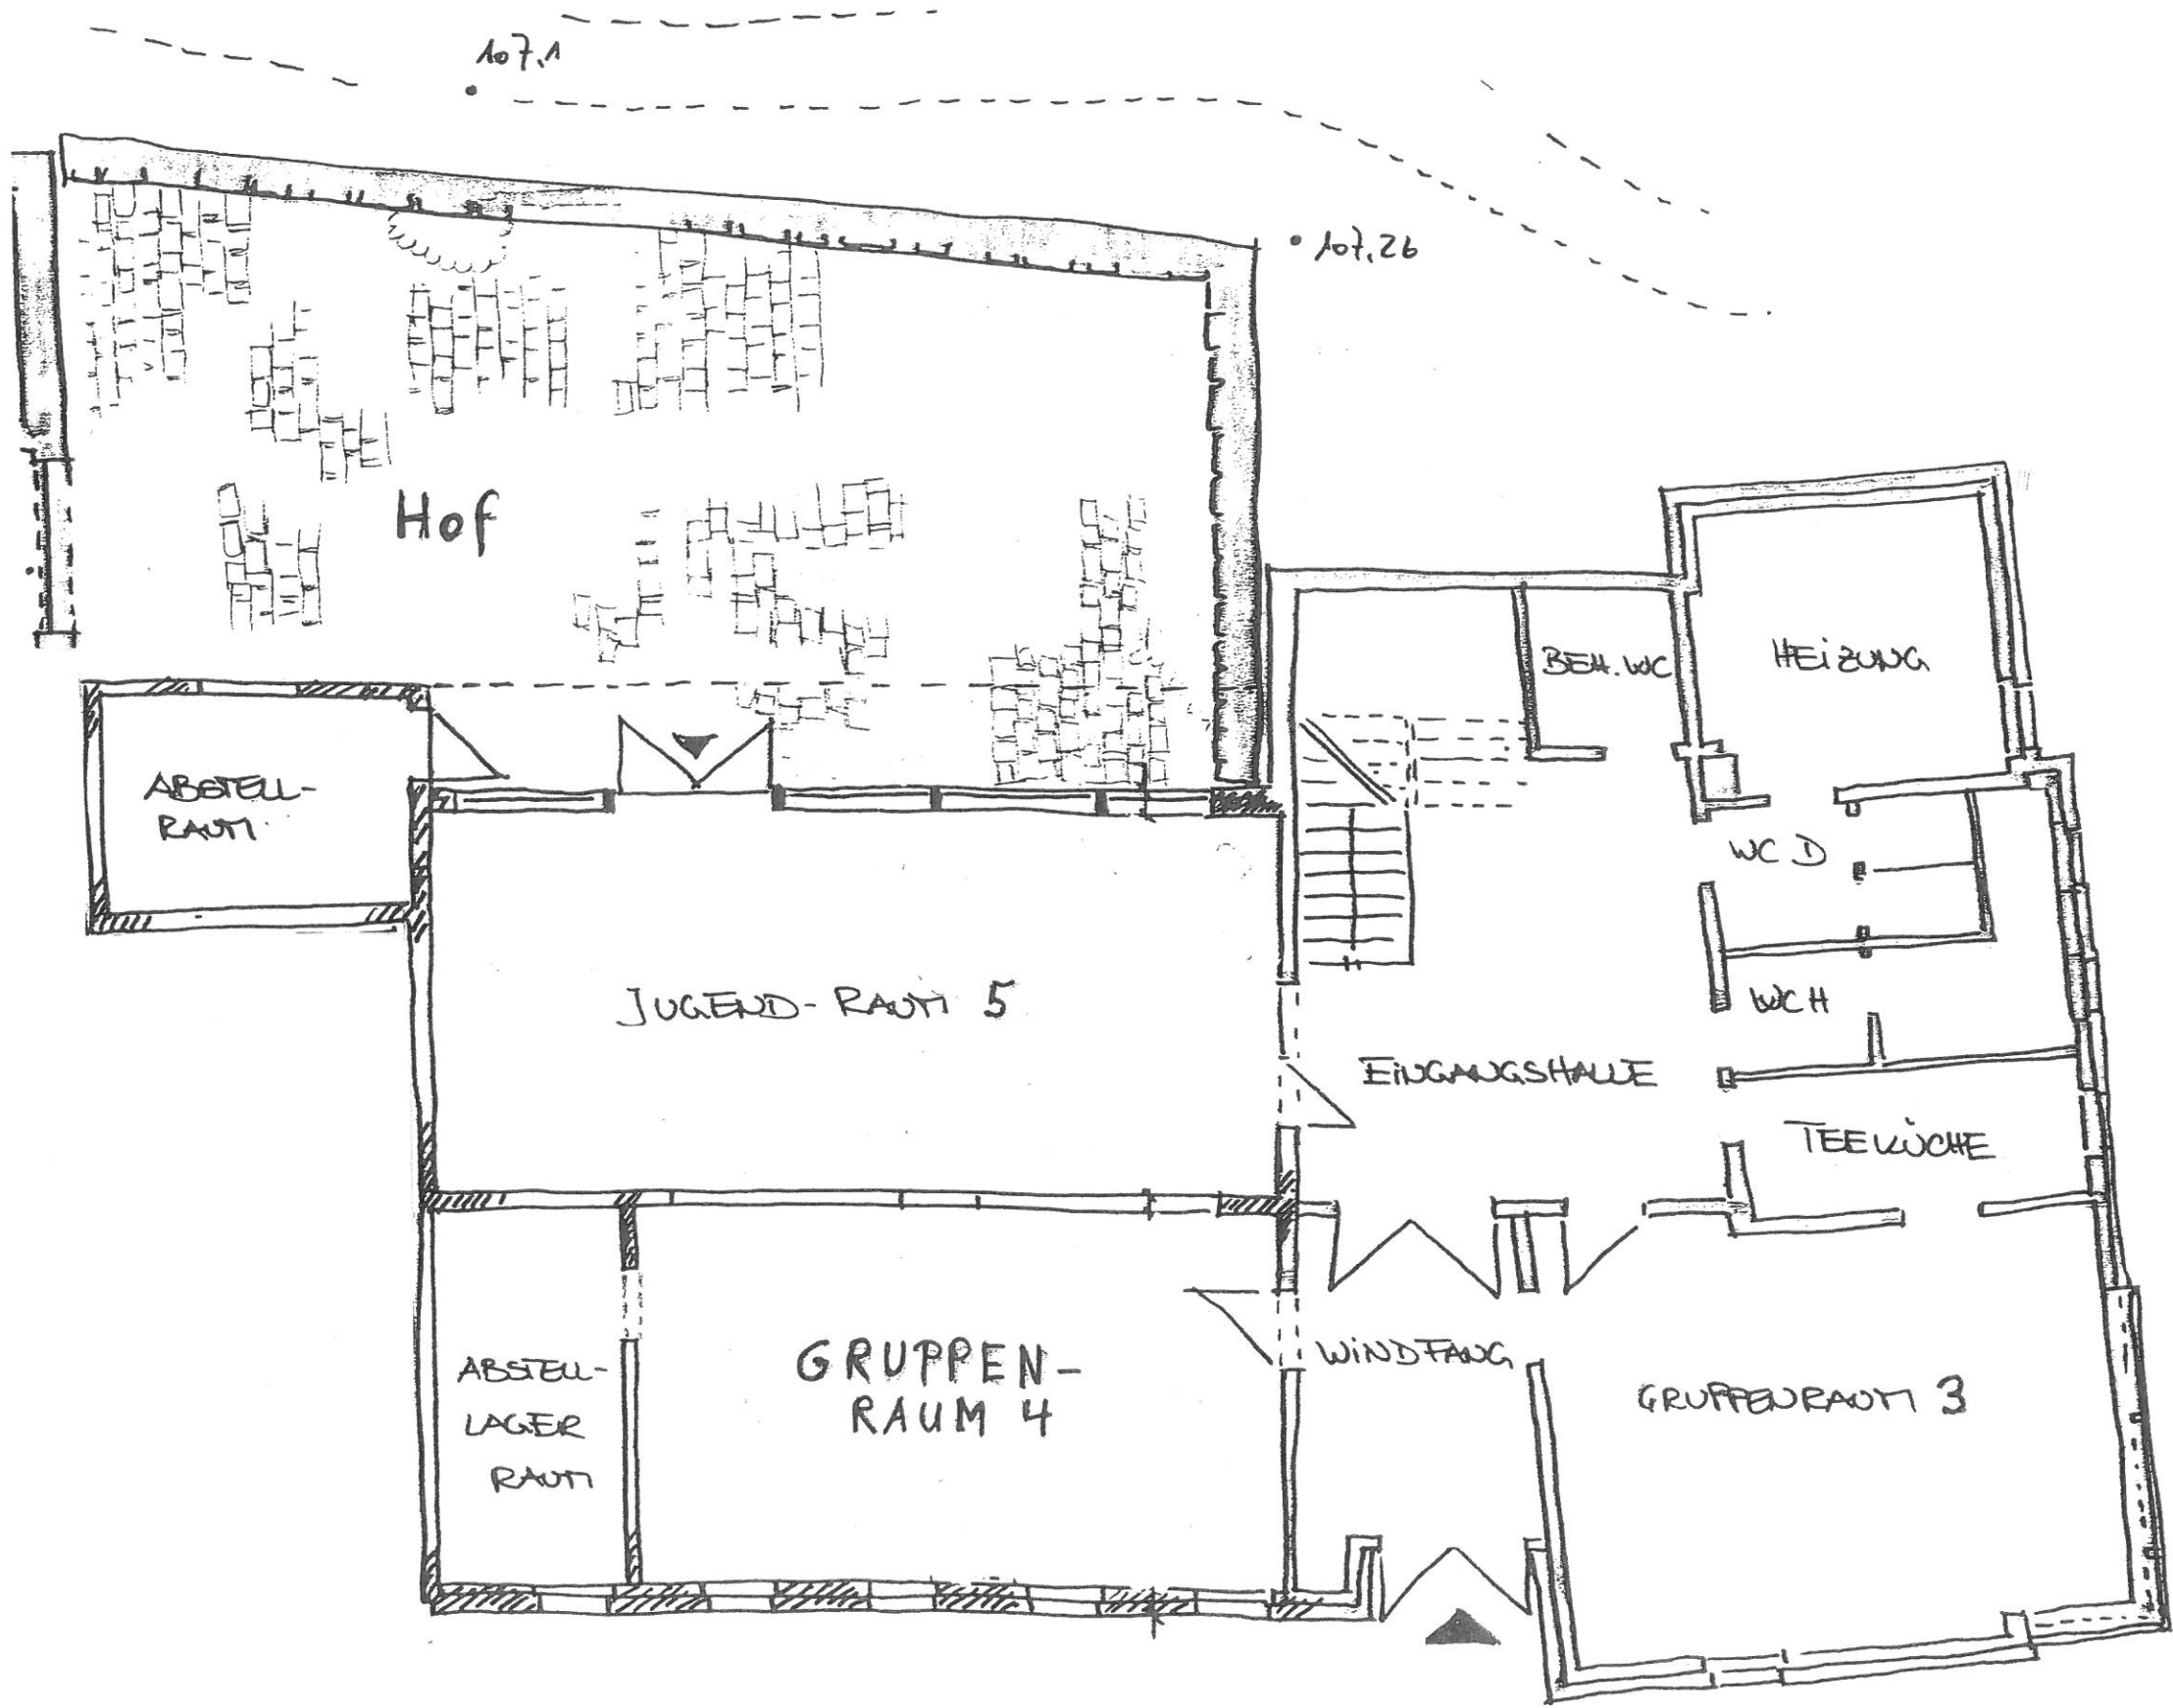 107,1
107,26
Hof
BEH. WC
HEIZUNG
ABSTELL-
RAUM
WC D
JUGEND-RAUM 5
WC H
EINGANGSHALLE
TEEKÜCHE
WINDFANG
ABSTELL-
LAGER
RAUM
GRUPPEN-
RAUM 4
GRUPPENRAUM 3